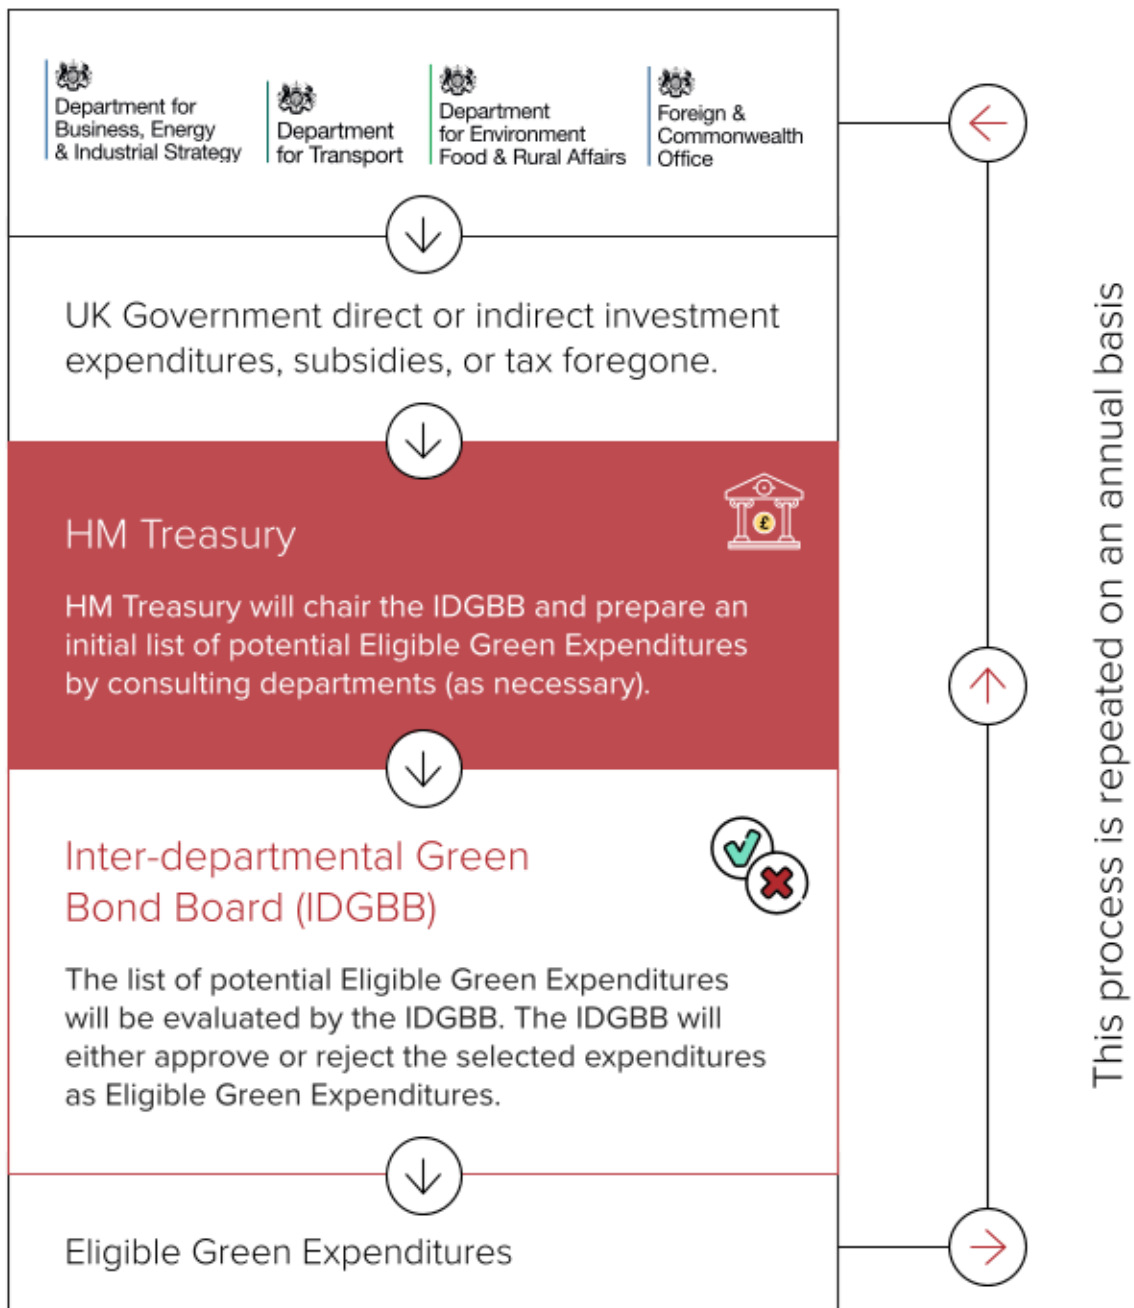 Department for
Business, Energy
& Industrial Strategy
Department
for Transport
Department
for Environment
Food & Rural Affairs
Foreign &
Commonwealth
Office
UK Government direct or indirect investment
expenditures, subsidies, or tax foregone.
HM Treasury
£
HM Treasury will chair the IDGBB and prepare an
initial list of potential Eligible Green Expenditures
by consulting departments (as necessary).
Inter-departmental Green
Bond Board (IDGBB)
The list of potential Eligible Green Expenditures
will be evaluated by the IDGBB. The IDGBB will
either approve or reject the selected expenditures
as Eligible Green Expenditures.
Eligible Green Expenditures
This process is repeated on an annual basis